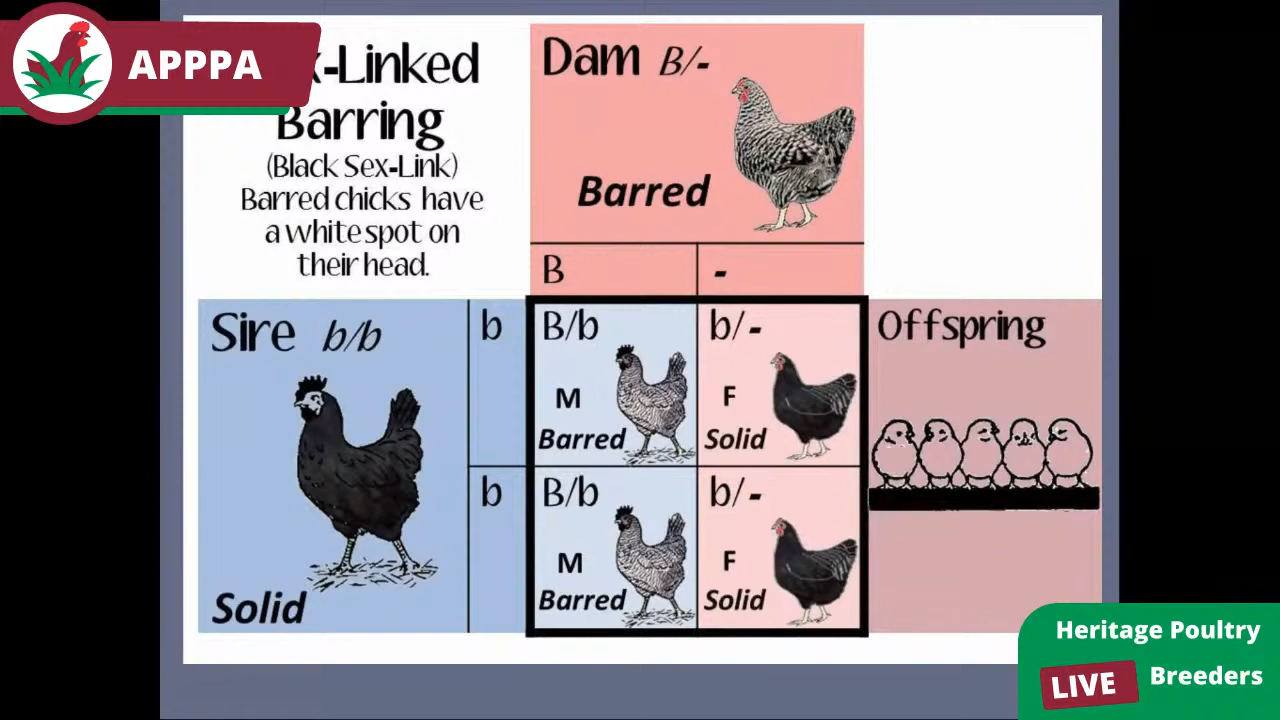 APPPA
x-Linked
Barring
(Black Sex-Link)
Barred chicks have
a white spot on
their head.
Dam B/-
Barred
B -
Sire b/b
Solid
b
B/b
M
Barred
b/-
F
Solid
b
B/b
M
Barred
b/-
F
Solid
Offspring
Heritage Poultry
LIVE Breeders